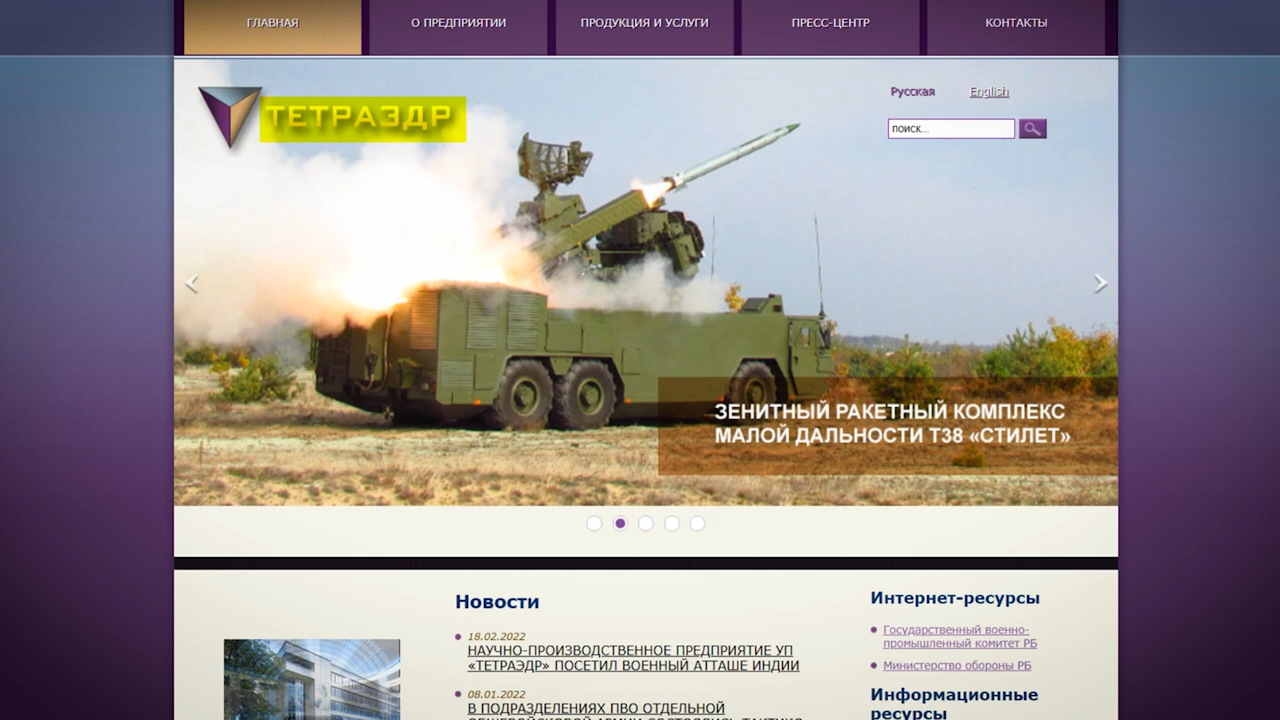 ГЛАВНАЯ
О ПРЕДПРИЯТИИ
ПРОДУКЦИЯ И УСЛУГИ
ПРЕСС-ЦЕНТР
КОНТАКТЫ
ТЕТРАЭДР
Русская
English
поиск...
ЗЕНИТНЫЙ РАКЕТНЫЙ КОМПЛЕКС
МАЛОЙ ДАЛЬНОСТИ Т38 «СТИЛЕТ»
Новости
18.02.2022
НАУЧНО-ПРОИЗВОДСТВЕННОЕ ПРЕДПРИЯТИЕ УП
«ТЕТРАЭДР» ПОСЕТИЛ ВОЕННЫЙ АТТАШЕ ИНДИИ
08.01.2022
В ПОДРАЗДЕЛЕНИЯХ ПВО ОТДЕЛЬНОЙ
Интернет-ресурсы
Государственный военно-
промышленный комитет РБ
Министерство обороны РБ
Информационные
ресурсы